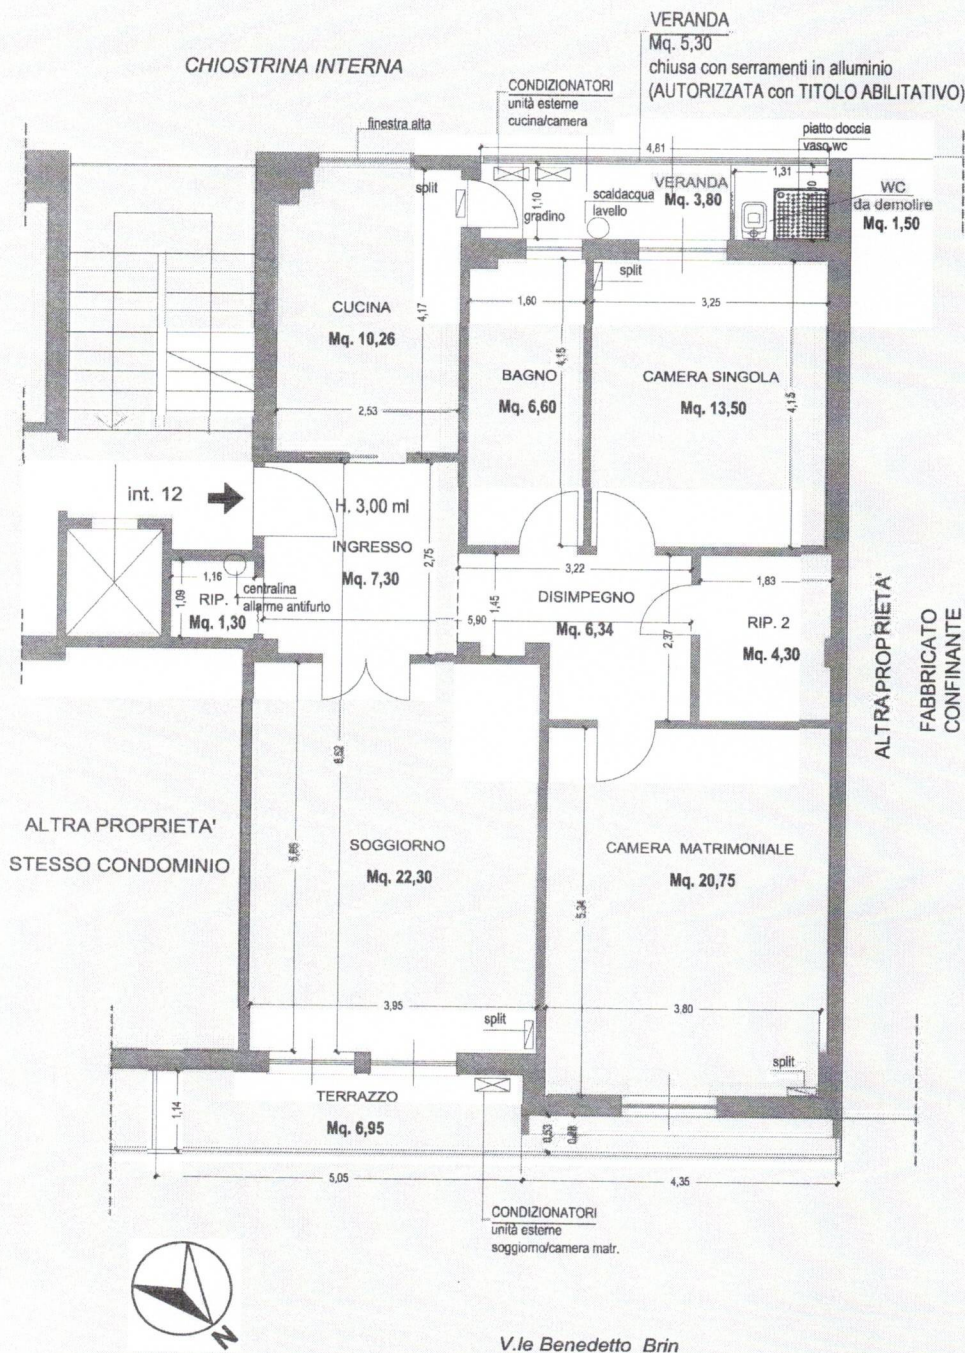 VERANDA
Mq. 5,30
chiusa con serramenti in alluminio
(AUTORIZZATA con TITOLO ABILITATIVO)
CHIOSTRINA INTERNA
CONDIZIONATORI
unità esterne
cucina/camera
finestra alta
piatto doccia
vaso wc
4,81
1,31
split
1,10
gradino
scaldacqua
lavello
VERANDA
Mq. 3,80
WC
da demolire
Mq. 1,50
split
1,60
3,25
CUCINA
Mq. 10,26
4,17
4,15
4,15
BAGNO
Mq. 6,60
CAMERA SINGOLA
Mq. 13,50
2,53
int. 12
H. 3,00 ml
INGRESSO
Mq. 7,30
2,75
1,16
1,09
RIP. 1
Mq. 1,30
centralina
allarme antifurto
3,22
1,45
DISIMPEGNO
Mq. 6,34
5,90
2,37
1,83
RIP. 2
Mq. 4,30
ALTRA PROPRIETA'
FABBRICATO
CONFINANTE
ALTRA PROPRIETA'
STESSO CONDOMINIO
SOGGIORNO
Mq. 22,30
CAMERA MATRIMONIALE
Mq. 20,75
5,34
3,95
3,80
split
split
TERRAZZO
Mq. 6,95
1,14
0,53
5,05
4,35
CONDIZIONATORI
unità esterne
soggiorno/camera matr.
N
V.le Benedetto Brin